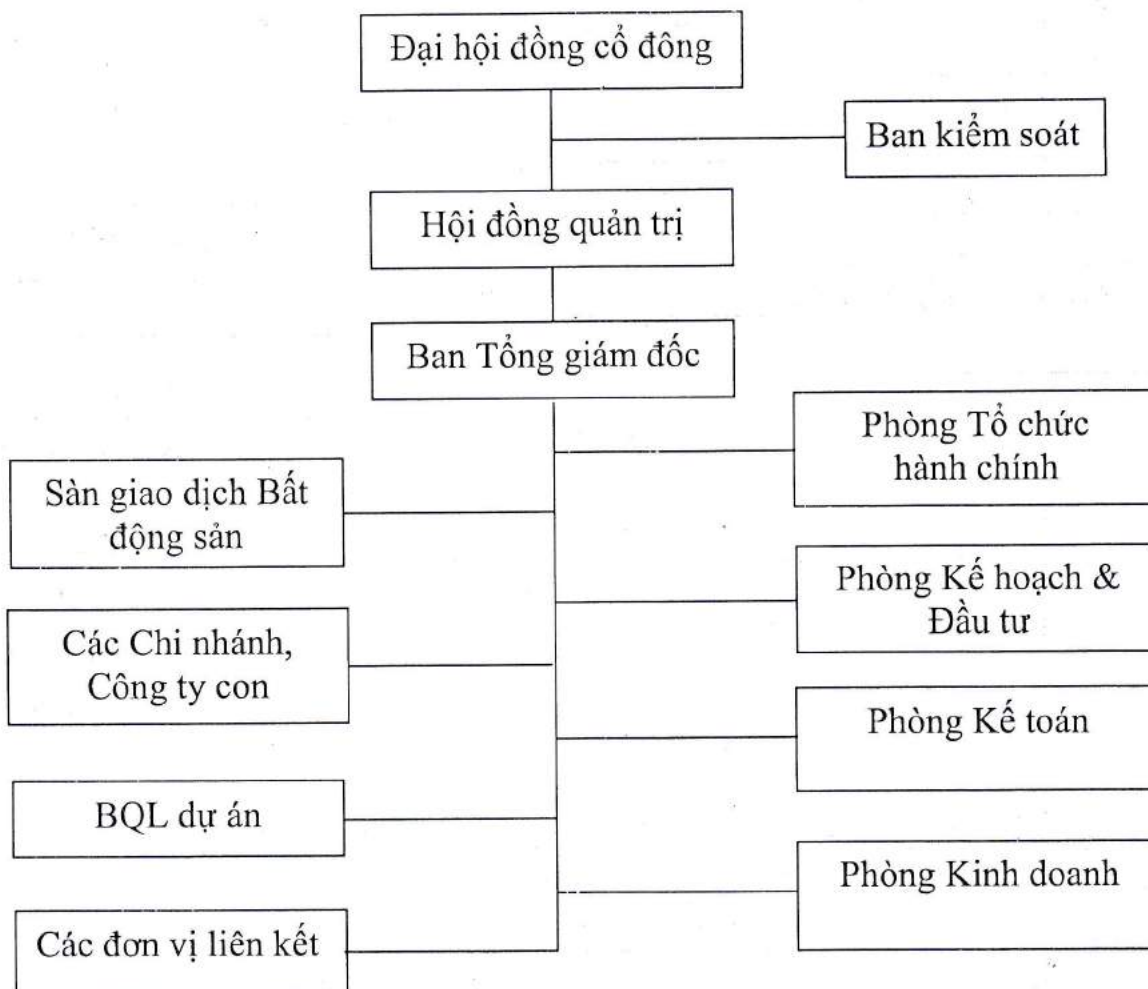 Đại hội đồng cổ đông
Ban kiểm soát
Hội đồng quản trị
Ban Tổng giám đốc
Phòng Tổ chức
hành chính
Sàn giao dịch Bất
động sản
Phòng Kế hoạch &
Đầu tư
Các Chi nhánh,
Công ty con
Phòng Kế toán
BQL dự án
Phòng Kinh doanh
Các đơn vị liên kết